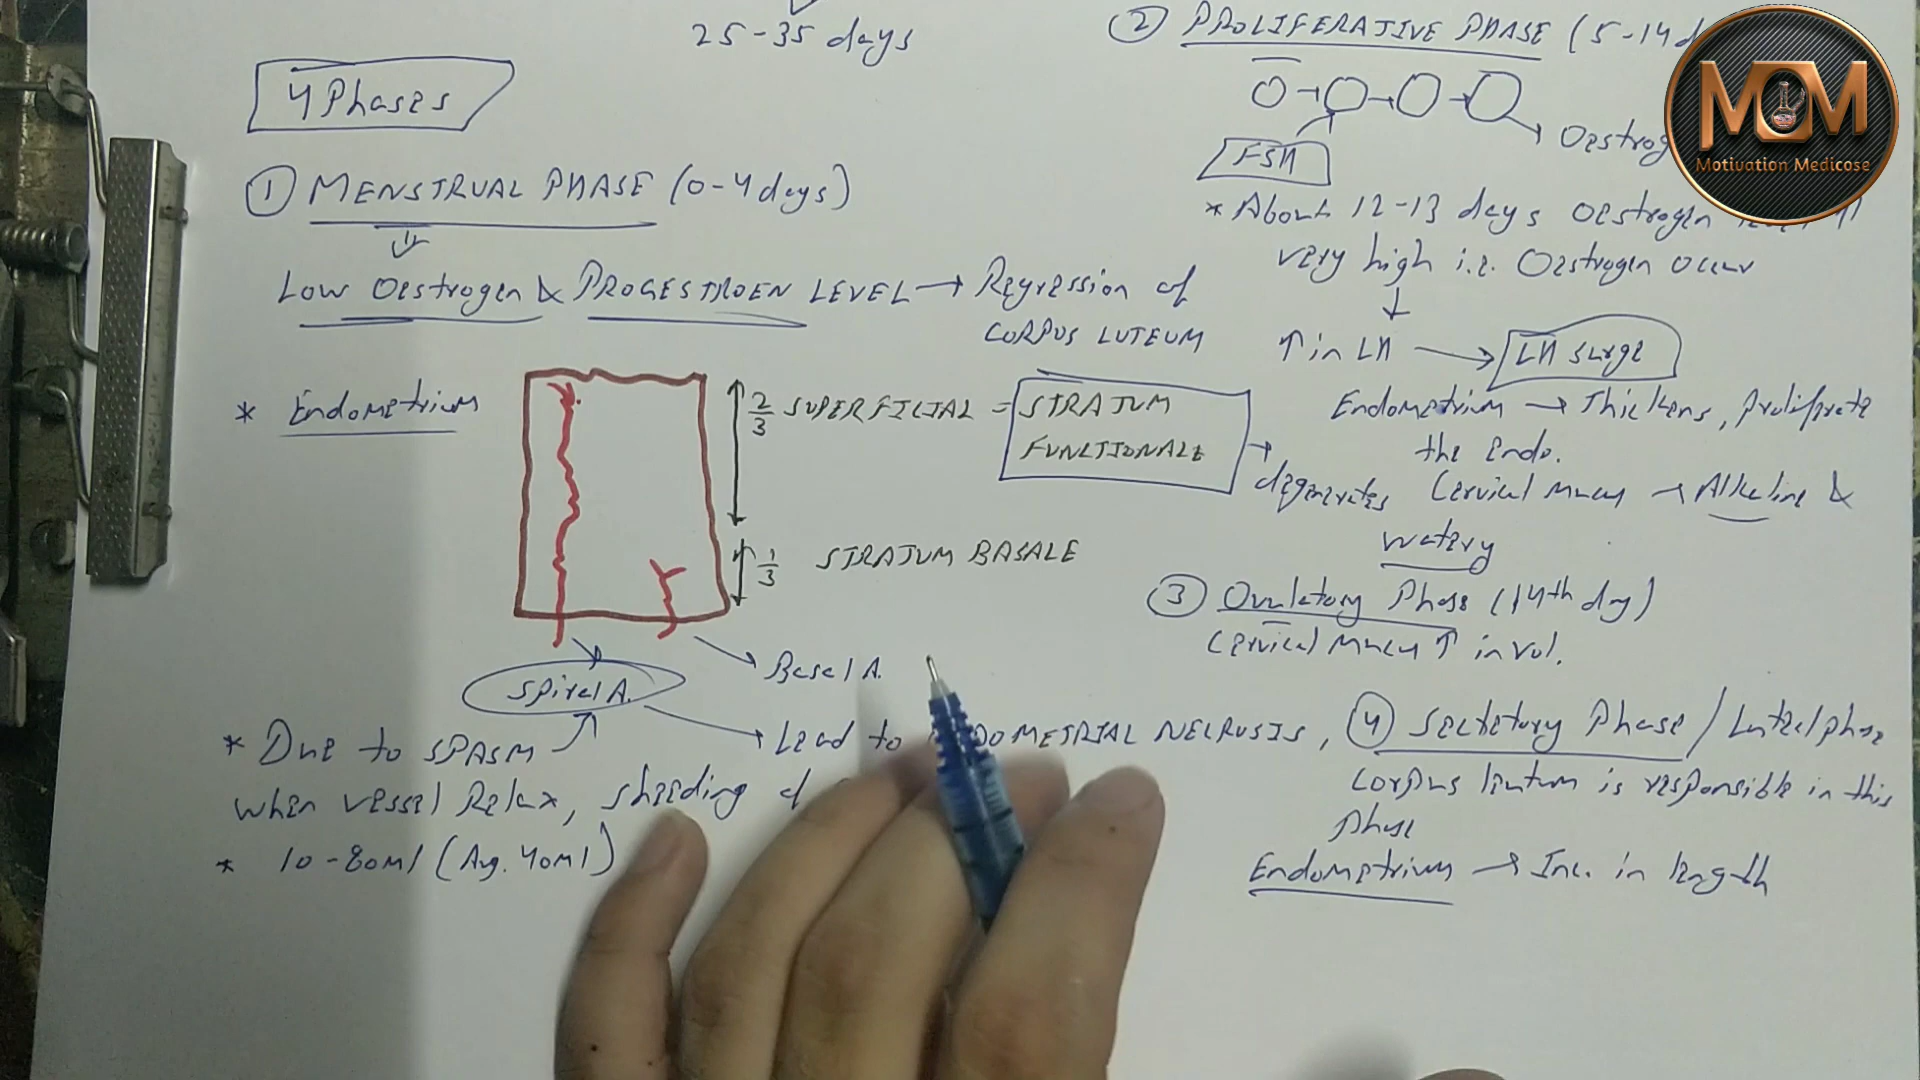 25-35 days
4 Phases
① MENSTRUAL PHASE (0-4 days)
Low Oestrogen & PROGESTROEN LEVEL → Regression of
CORPUS LUTEUM
* Endometrium
2/3 SUPERFICIAL = STRATUM
FUNCTIONALE
→ degenerates
1/3 STRATUM BASALE
Spiral A.
Basal A.
* Due to SPASM
Lead to ENDOMETRIAL NECROSIS,
when vessel Relax, sheeding of
* 10-80ml (Avg. 40ml)
② PROLIFERATIVE PHASE (5-14
FSH
Oestrog
* About 12-13 days Oestrogen
very high i.e. Oestrogen occur
↑ in LH → LH surge
Endometrium → Thickens, Proliferate
the endo.
Cervical mucus → Alkaline &
watery
③ Ovulatory Phase (14th day)
Cervical mucus ↑ in vol.
④ Secretory Phase / Luteal phase
Corpus leutum is responsible in this
Phase
Endometrium → Inc. in length
MOM
Motivation Medicose